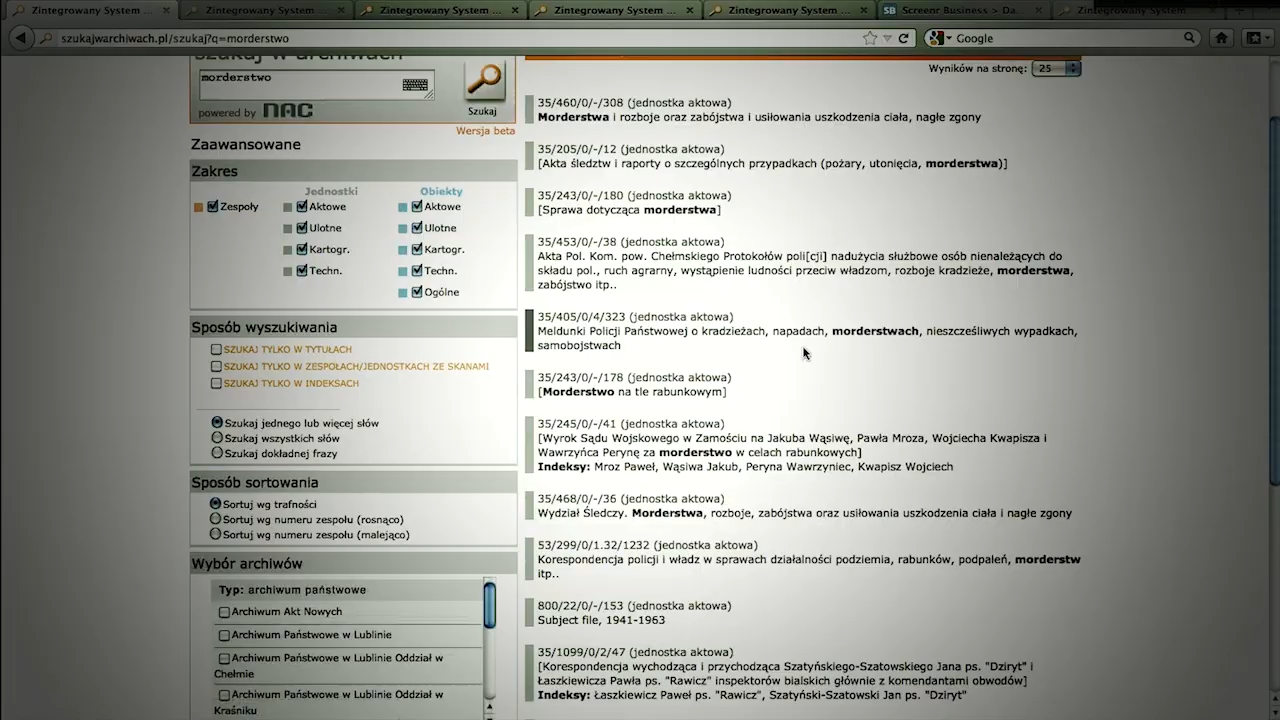 Zintegrowany System ...
Zintegrowany System ...
Zintegrowany System ...
Zintegrowany System ...
Zintegrowany System ...
Screenr Business > Da...
Zintegrowany System
szukajwarchiwach.pl/szukaj?q=morderstwo
Google
Szukaj w archiwach
morderstwo
Szukaj
powered by NAC
Wersja beta
Zaawansowane
Zakres
Jednostki
Obiekty
Zespoły
Aktowe
Aktowe
Ulotne
Ulotne
Kartogr.
Kartogr.
Techn.
Techn.
Ogólne
Sposób wyszukiwania
SZUKAJ TYLKO W TYTUŁACH
SZUKAJ TYLKO W ZESPOŁACH/JEDNOSTKACH ZE SKANAMI
SZUKAJ TYLKO W INDEKSACH
Szukaj jednego lub więcej słów
Szukaj wszystkich słów
Szukaj dokładnej frazy
Sposób sortowania
Sortuj wg trafności
Sortuj wg numeru zespołu (rosnąco)
Sortuj wg numeru zespołu (malejąco)
Wybór archiwów
Typ: archiwum państwowe
Archiwum Akt Nowych
Archiwum Państwowe w Lublinie
Archiwum Państwowe w Lublinie Oddział w
Chełmie
Archiwum Państwowe w Lublinie Oddział w
Kraśniku
Wyników na stronę: 25
35/460/0/-/308 (jednostka aktowa)
Morderstwa i rozboje oraz zabójstwa i usiłowania uszkodzenia ciała, nagłe zgony
35/205/0/-/12 (jednostka aktowa)
[Akta śledztw i raporty o szczególnych przypadkach (pożary, utonięcia, morderstwa)]
35/243/0/-/180 (jednostka aktowa)
[Sprawa dotycząca morderstwa]
35/453/0/-/38 (jednostka aktowa)
Akta Pol. Kom. pow. Chełmskiego Protokołów poli[cji] nadużycia służbowe osób nienależących do
składu pol., ruch agrarny, wystąpienie ludności przeciw władzom, rozboje kradzieże, morderstwa,
zabójstwo itp..
35/405/0/4/323 (jednostka aktowa)
Meldunki Policji Państwowej o kradzieżach, napadach, morderstwach, nieszcześliwych wypadkach,
samobojstwach
35/243/0/-/178 (jednostka aktowa)
[Morderstwo na tle rabunkowym]
35/245/0/-/41 (jednostka aktowa)
[Wyrok Sądu Wojskowego w Zamościu na Jakuba Wąsiwę, Pawła Mroza, Wojciecha Kwapisza i
Wawrzyńca Perynę za morderstwo w celach rabunkowych]
Indeksy: Mroz Paweł, Wąsiwa Jakub, Peryna Wawrzyniec, Kwapisz Wojciech
35/468/0/-/36 (jednostka aktowa)
Wydział Śledczy. Morderstwa, rozboje, zabójstwa oraz usiłowania uszkodzenia ciała i nagłe zgony
53/299/0/1.32/1232 (jednostka aktowa)
Korespondencja policji i władz w sprawach działalności podziemia, rabunków, podpaleń, morderstw
itp..
800/22/0/-/153 (jednostka aktowa)
Subject file, 1941-1963
35/1099/0/2/47 (jednostka aktowa)
[Korespondencja wychodząca i przychodząca Szatyńskiego-Szatowskiego Jana ps. "Dziryt" i
Łaszkiewicza Pawła ps. "Rawicz" inspektorów bialskich głównie z komendantami obwodów]
Indeksy: Łaszkiewicz Paweł ps. "Rawicz", Szatyński-Szatowski Jan ps. "Dziryt"